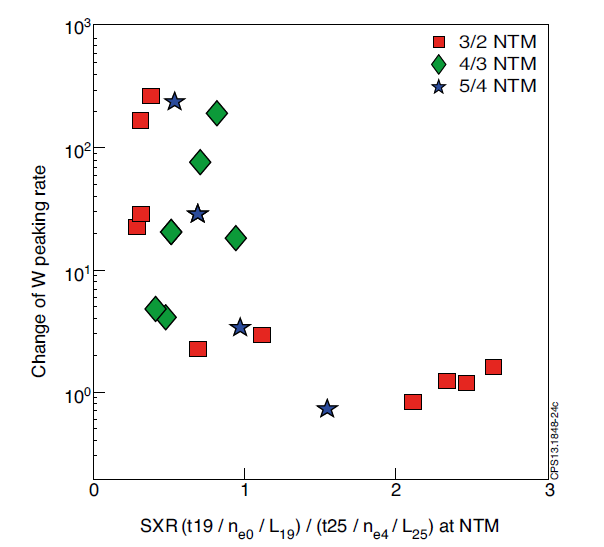 10³
3/2 NTM
4/3 NTM
5/4 NTM
10²
10¹
10⁰
Change of W peaking rate
0
1
2
3
SXR (t19 / nₑ₀ / L₁₉) / (t25 / nₑ₄ / L₂₅) at NTM
CPS13.1848-24c